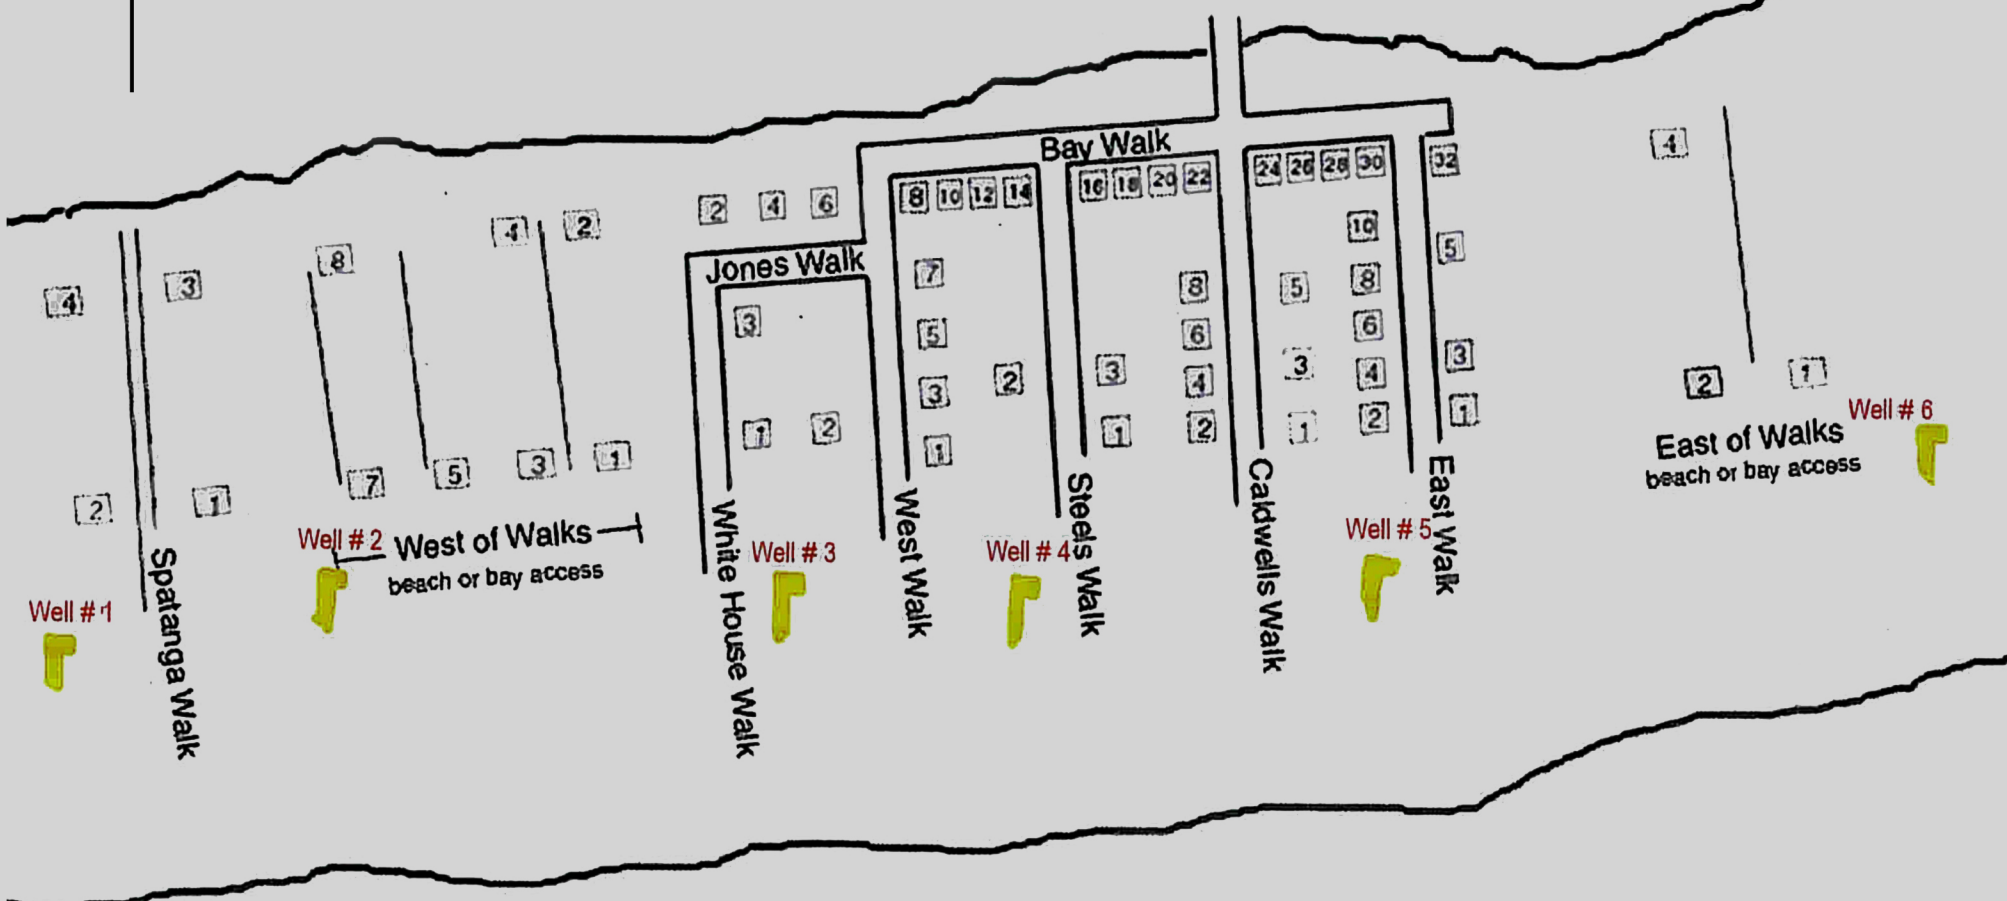 Bay Walk
24 26 28 30
32
4
16 18 20 22
8 10 12 14
2 4 6
4
2
10
5
8
Jones Walk
3
4
7
8
5
8
3
5
6
6
3
2
3
4
3
4
2
1
3
2
1
1
2
1
2
1
2
1
1
3
5
7
1
2
Well # 6
East of Walks
beach or bay access
Well # 5
Well # 4
Well # 3
Well # 2
West of Walks
beach or bay access
Well # 1
Spatanga Walk
White House Walk
West Walk
Steels Walk
Caldwells Walk
East Walk